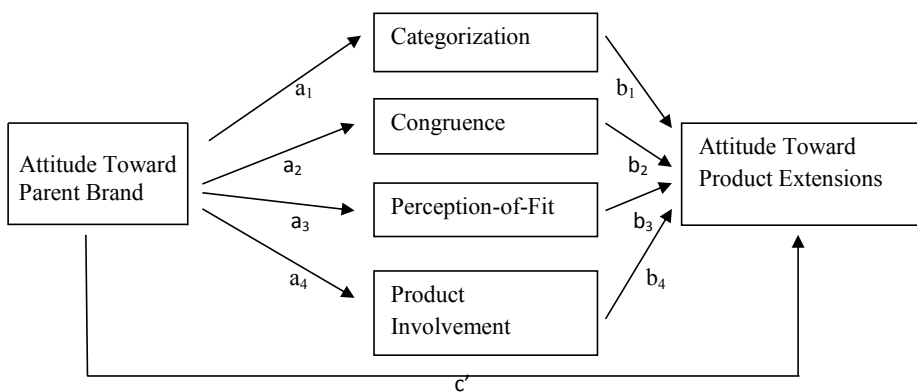 Categorization
a₁
b₁
Congruence
Attitude Toward
Parent Brand
a₂
b₂
Attitude Toward
Product Extensions
Perception-of-Fit
a₃
b₃
a₄
b₄
Product
Involvement
c’